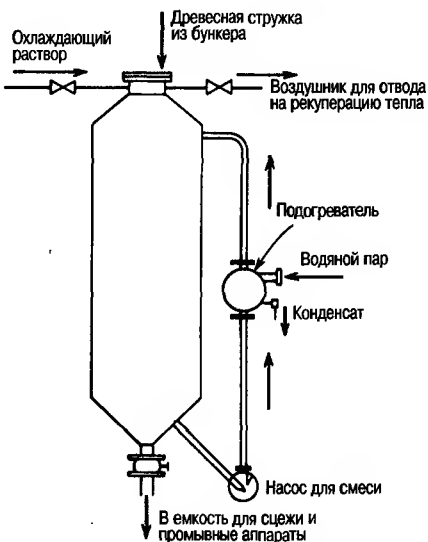 Древесная стружка
из бункера
Охлаждающий
раствор
Воздушник для отвода
на рекуперацию тепла
Подогреватель
Водяной пар
Конденсат
Насос для смеси
В емкость для сцежи и
промывные аппараты